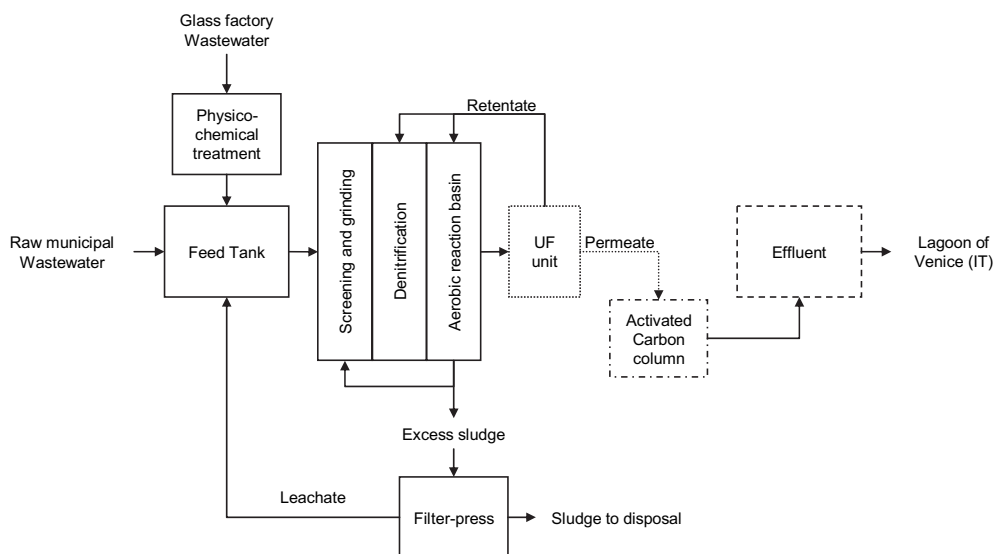 Glass factory
Wastewater
Physico-
chemical
treatment
Raw municipal
Wastewater
Feed Tank
Screening and grinding
Denitrification
Aerobic reaction basin
Retentate
UF
unit
Permeate
Activated
Carbon
column
Effluent
Lagoon of
Venice (IT)
Excess sludge
Leachate
Filter-press
Sludge to disposal